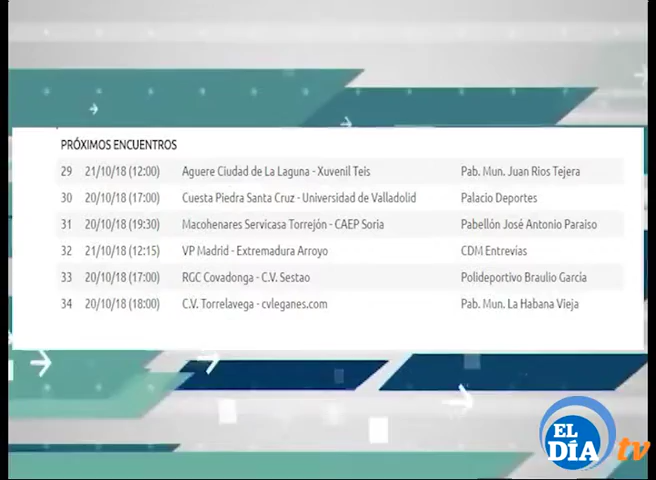 PRÓXIMOS ENCUENTROS
29 21/10/18 (12:00) Aguere Ciudad de La Laguna - Xuvenil Teis Pab. Mun. Juan Rios Tejera
30 20/10/18 (17:00) Cuesta Piedra Santa Cruz - Universidad de Valladolid Palacio Deportes
31 20/10/18 (19:30) Macohenares Servicasa Torrejón - CAEP Soria Pabellón José Antonio Paraiso
32 21/10/18 (12:15) VP Madrid - Extremadura Arroyo CDM Entrevías
33 20/10/18 (17:00) RGC Covadonga - C.V. Sestao Polideportivo Braulio García
34 20/10/18 (18:00) C.V. Torrelavega - cvleganes.com Pab. Mun. La Habana Vieja
EL
DÍA tv